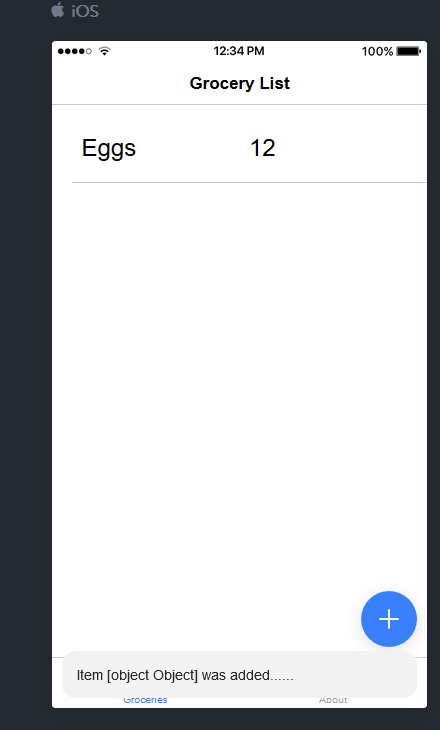 iOS
12:34 PM
100%
Grocery List
Eggs 12
Item [object Object] was added......
Groceries About